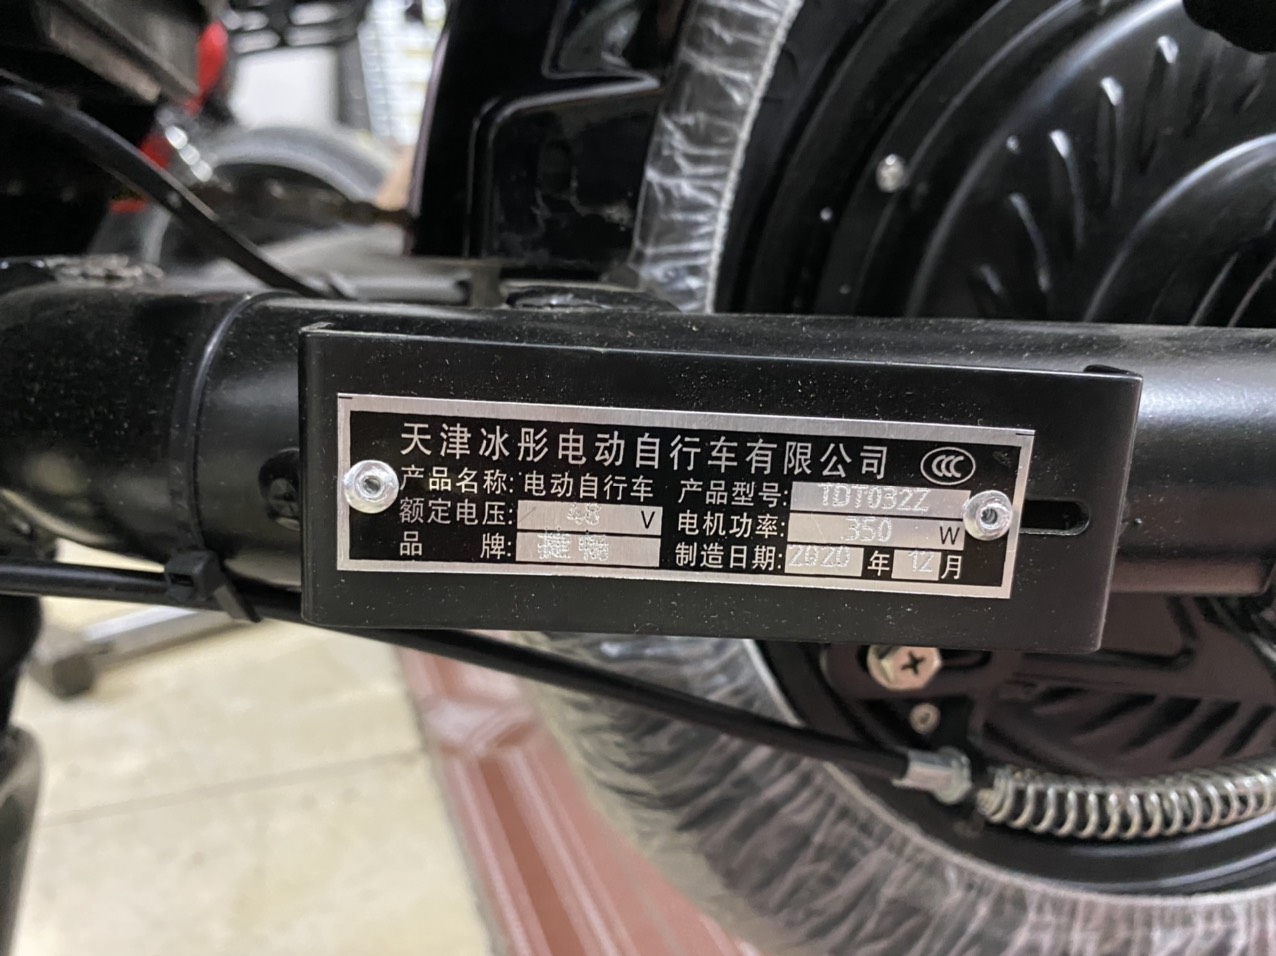 天津冰彤电动自行车有限公司 CCC
产品名称: 电动自行车 产品型号: TDT032Z
额定电压: 48 V 电机功率: 350 W
品 牌: 制造日期: 2020 年 12 月